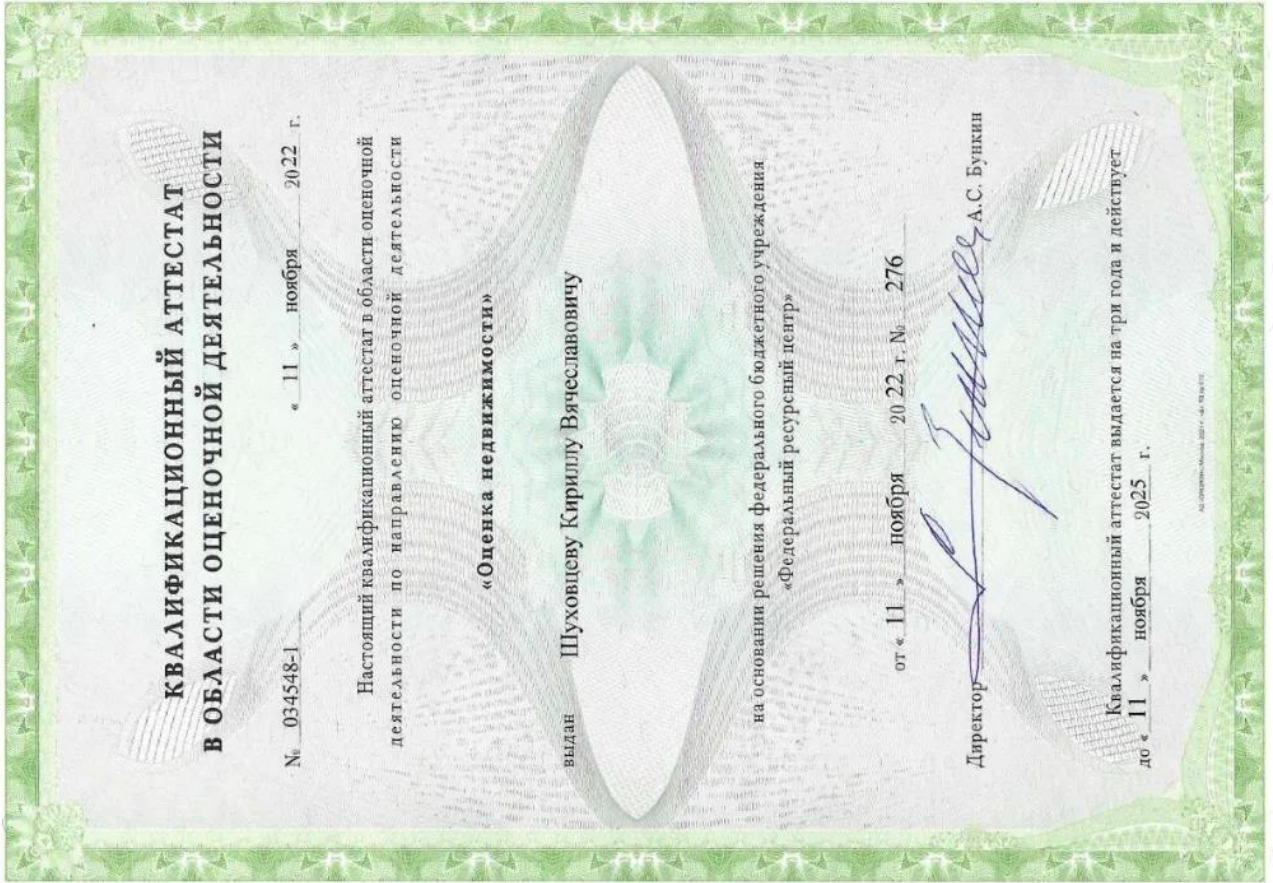 КВАЛИФИКАЦИОННЫЙ АТТЕСТАТ
В ОБЛАСТИ ОЦЕНОЧНОЙ ДЕЯТЕЛЬНОСТИ
№ 034548-1 « 11 » ноября 2022 г.
Настоящий квалификационный аттестат в области оценочной
деятельности по направлению оценочной деятельности
«Оценка недвижимости»
выдан Шуховцеву Кириллу Вячеславовичу
на основании решения федерального бюджетного учреждения
«Федеральный ресурсный центр»
от « 11 » ноября 20 22 г. № 276
Директор А.С. Бункин
Квалификационный аттестат выдается на три года и действует
до « 11 » ноября 2025 г.